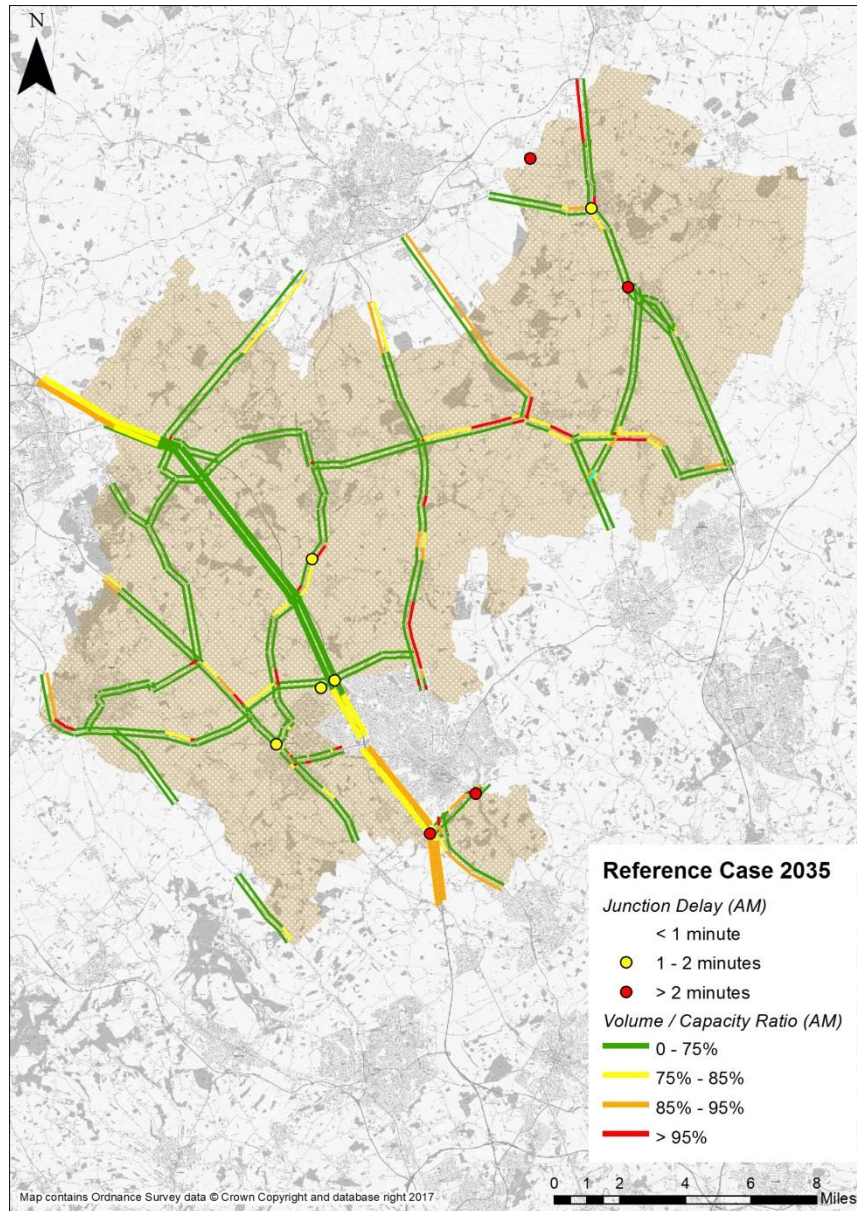 N
Reference Case 2035
Junction Delay (AM)
< 1 minute
1 - 2 minutes
> 2 minutes
Volume / Capacity Ratio (AM)
0 - 75%
75% - 85%
85% - 95%
> 95%
Map contains Ordnance Survey data © Crown Copyright and database right 2017
0 1 2 4 6 8
Miles